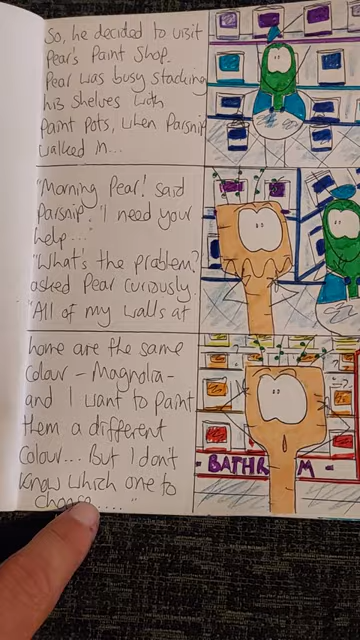 So, he decided to visit
Pear's Paint Shop.
Pear was busy stacking
his shelves with
Paint pots, when Parsnip
walked in...
"Morning Pear! said
Parsnip. "I need your
help..."
"What's the problem?
asked Pear curiously.
"All of my walls at
home are the same
colour - Magnolia -
and I want to paint
them a different
colour... But I don't
know which one to
choose....."
BATHR M